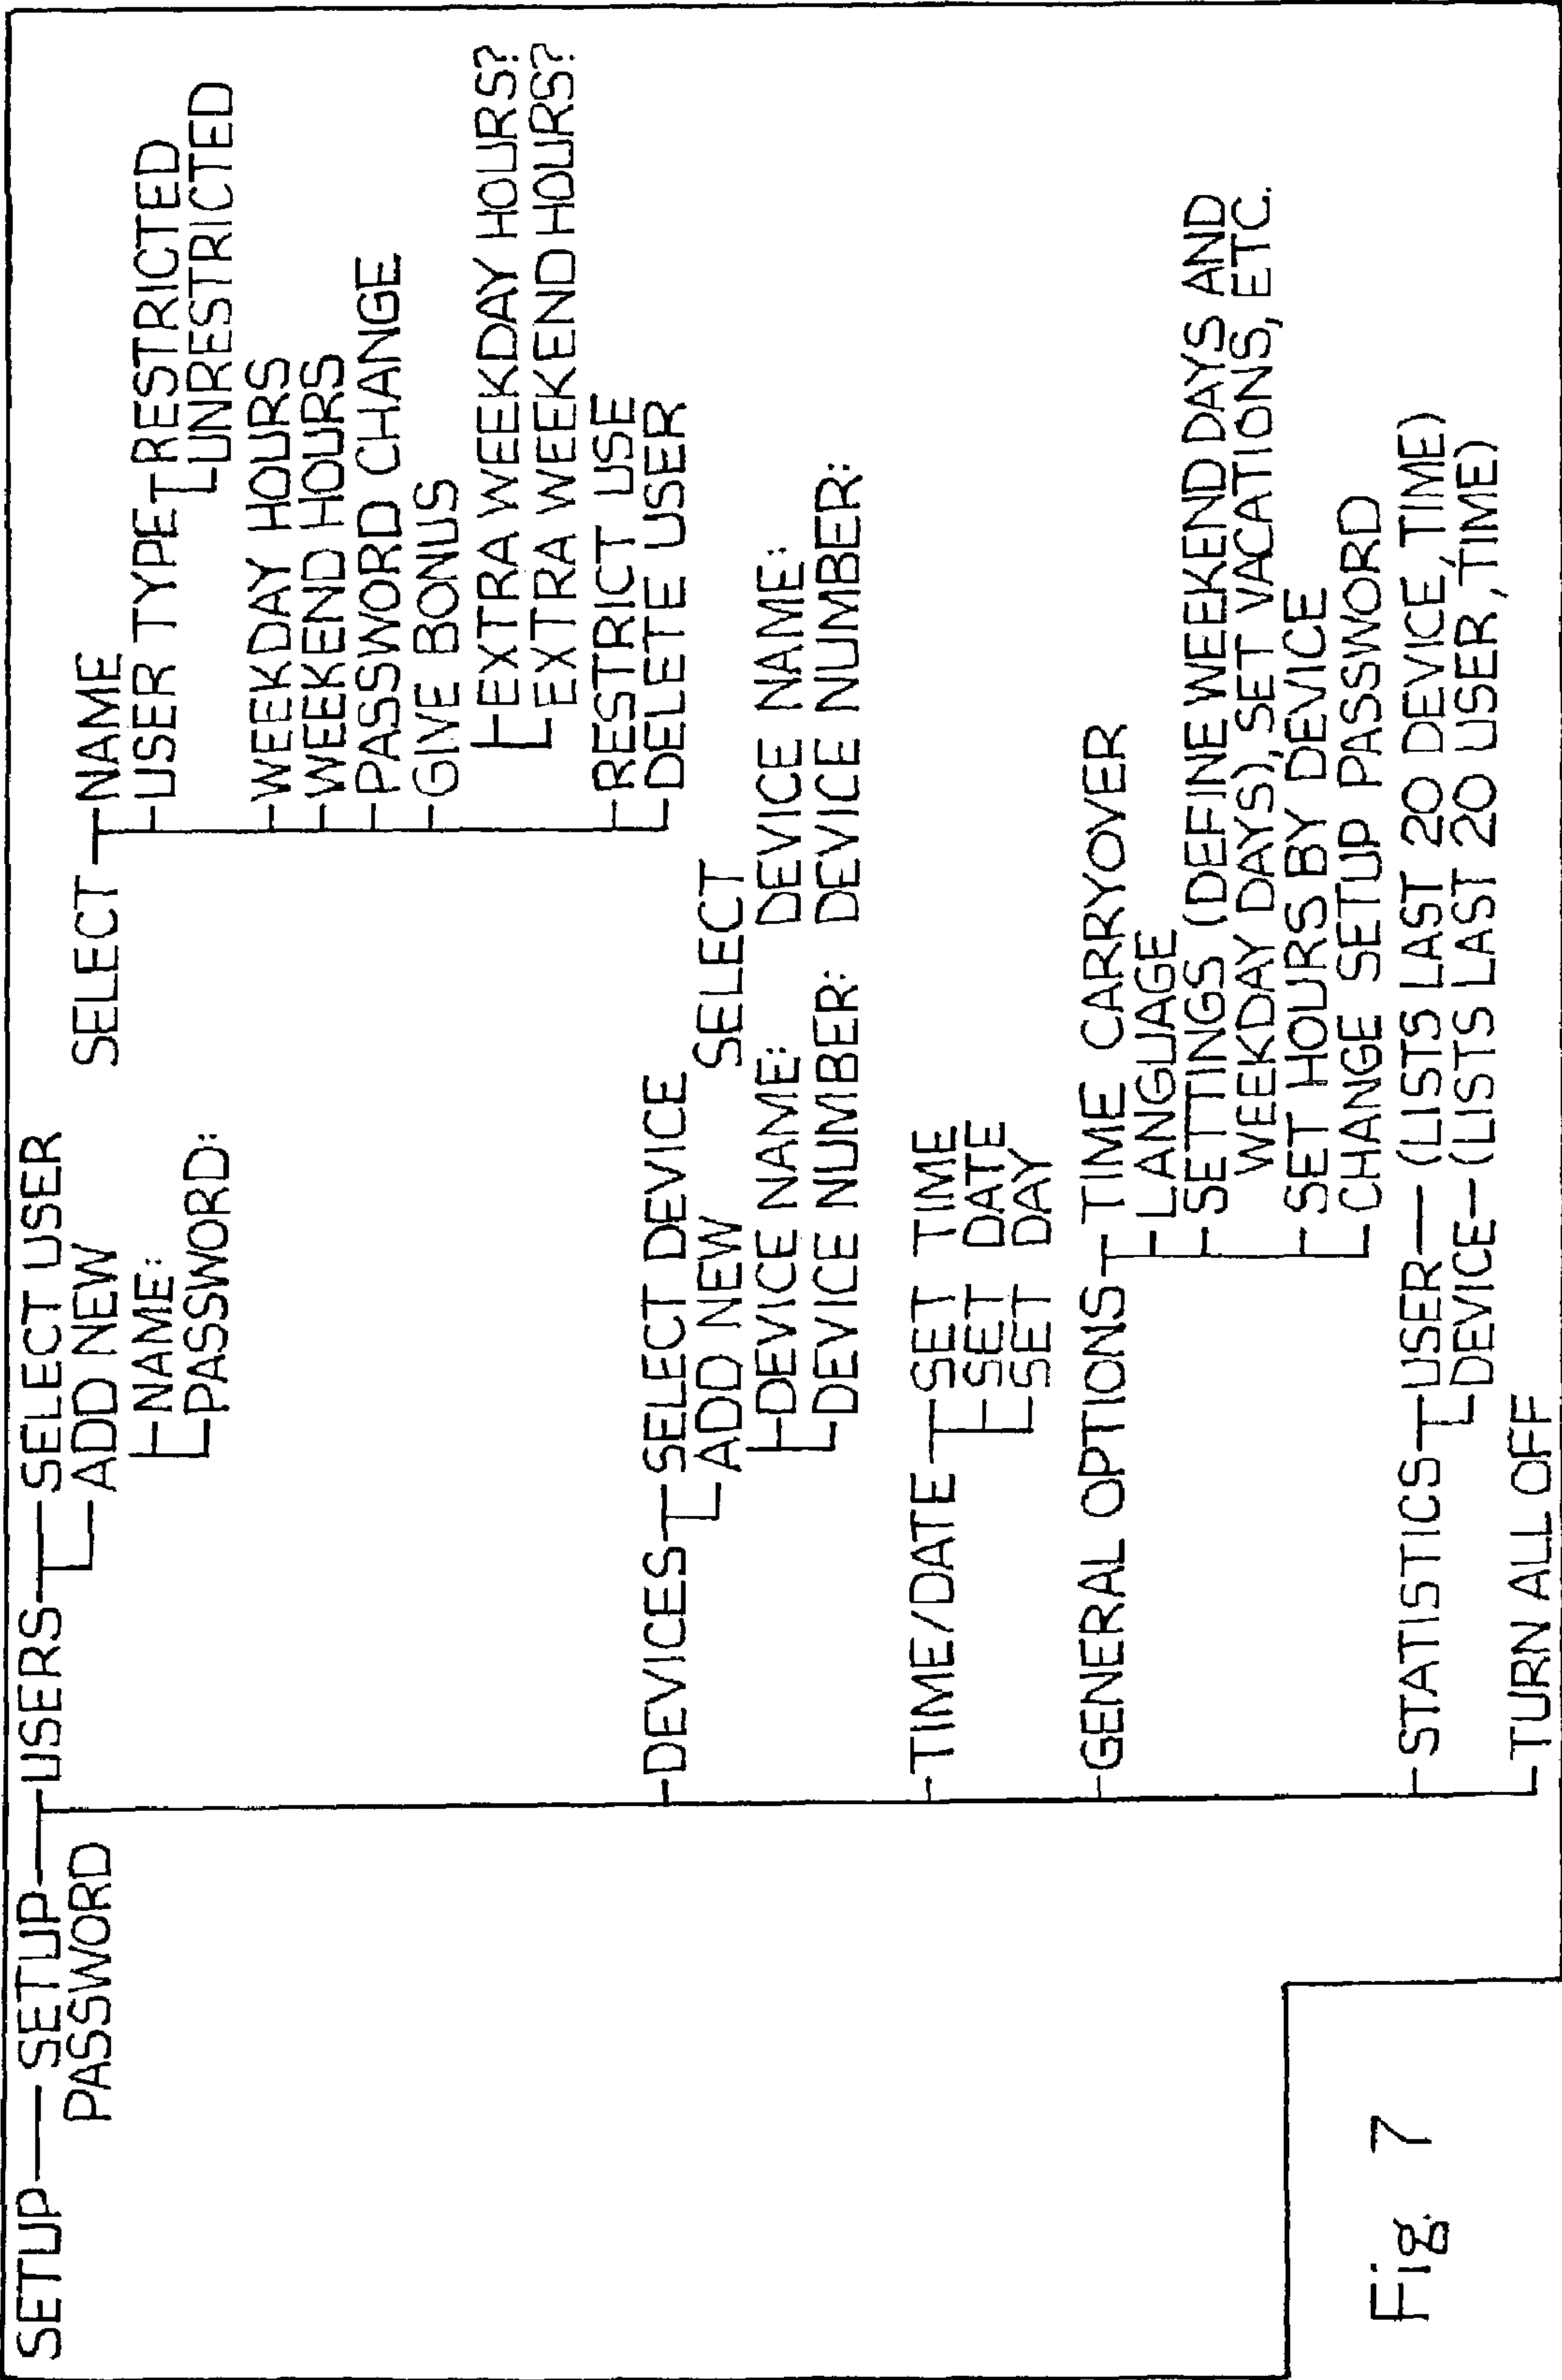 SETUP — SETUP — USERS — SELECT USER SELECT — NAME
PASSWORD ADD NEW USER TYPE RESTRICTED
NAME: UNRESTRICTED
PASSWORD: WEEKDAY HOURS
WEEKEND HOURS
PASSWORD CHANGE
GIVE BONUS
EXTRA WEEKDAY HOURS?
EXTRA WEEKEND HOURS?
RESTRICT USE
DELETE USER
DEVICES SELECT DEVICE
ADD NEW SELECT
DEVICE NAME: DEVICE NAME:
DEVICE NUMBER: DEVICE NUMBER:
TIME/DATE SET TIME
SET DATE
SET DAY
GENERAL OPTIONS TIME CARRYOVER
LANGUAGE
SETTINGS (DEFINE WEEKEND DAYS AND
WEEKDAY DAYS), SET VACATIONS, ETC.
SET HOURS BY DEVICE
CHANGE SETUP PASSWORD
STATISTICS USER — (LISTS LAST 20 DEVICE, TIME)
DEVICE — (LISTS LAST 20 USER, TIME)
TURN ALL OFF
Fig. 7